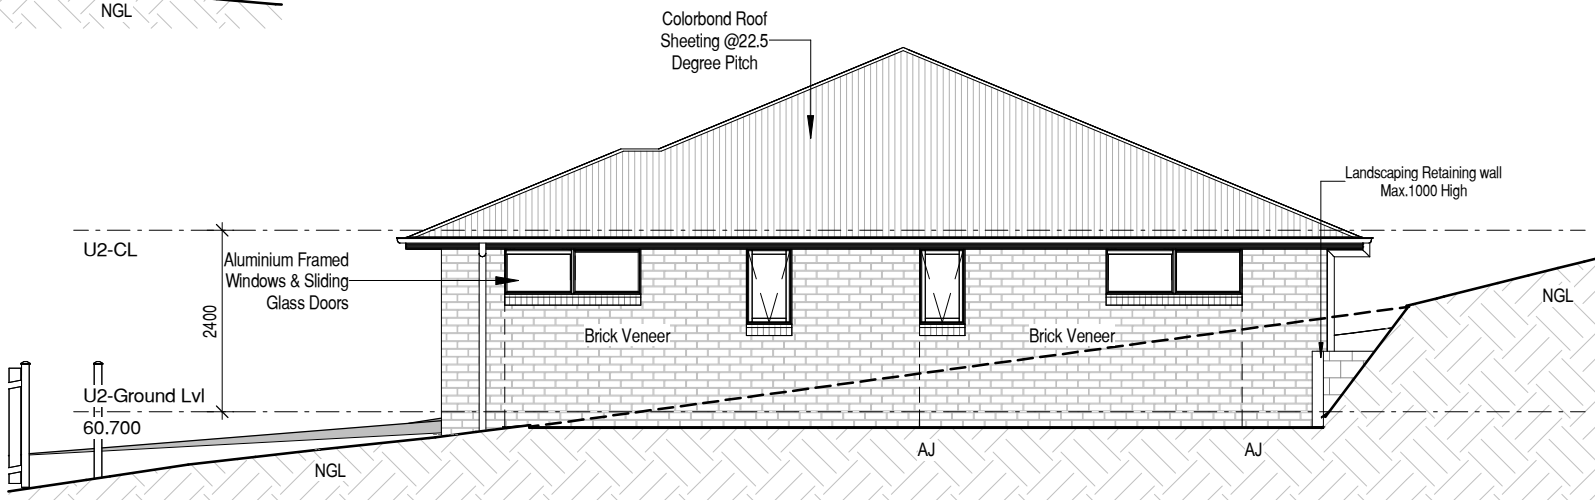 NGL
Colorbond Roof
Sheeting @22.5
Degree Pitch
Landscaping Retaining wall
Max.1000 High
U2-CL
Aluminium Framed
Windows & Sliding
Glass Doors
NGL
2400
Brick Veneer
Brick Veneer
U2-Ground Lvl
60.700
AJ
AJ
NGL